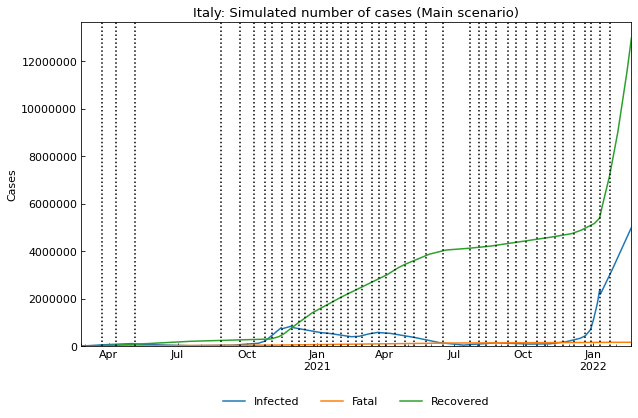 Italy: Simulated number of cases (Main scenario)
Cases
12000000
10000000
8000000
6000000
4000000
2000000
0
Apr Jul Oct Jan Apr Jul Oct Jan
2021 2022
Infected Fatal Recovered